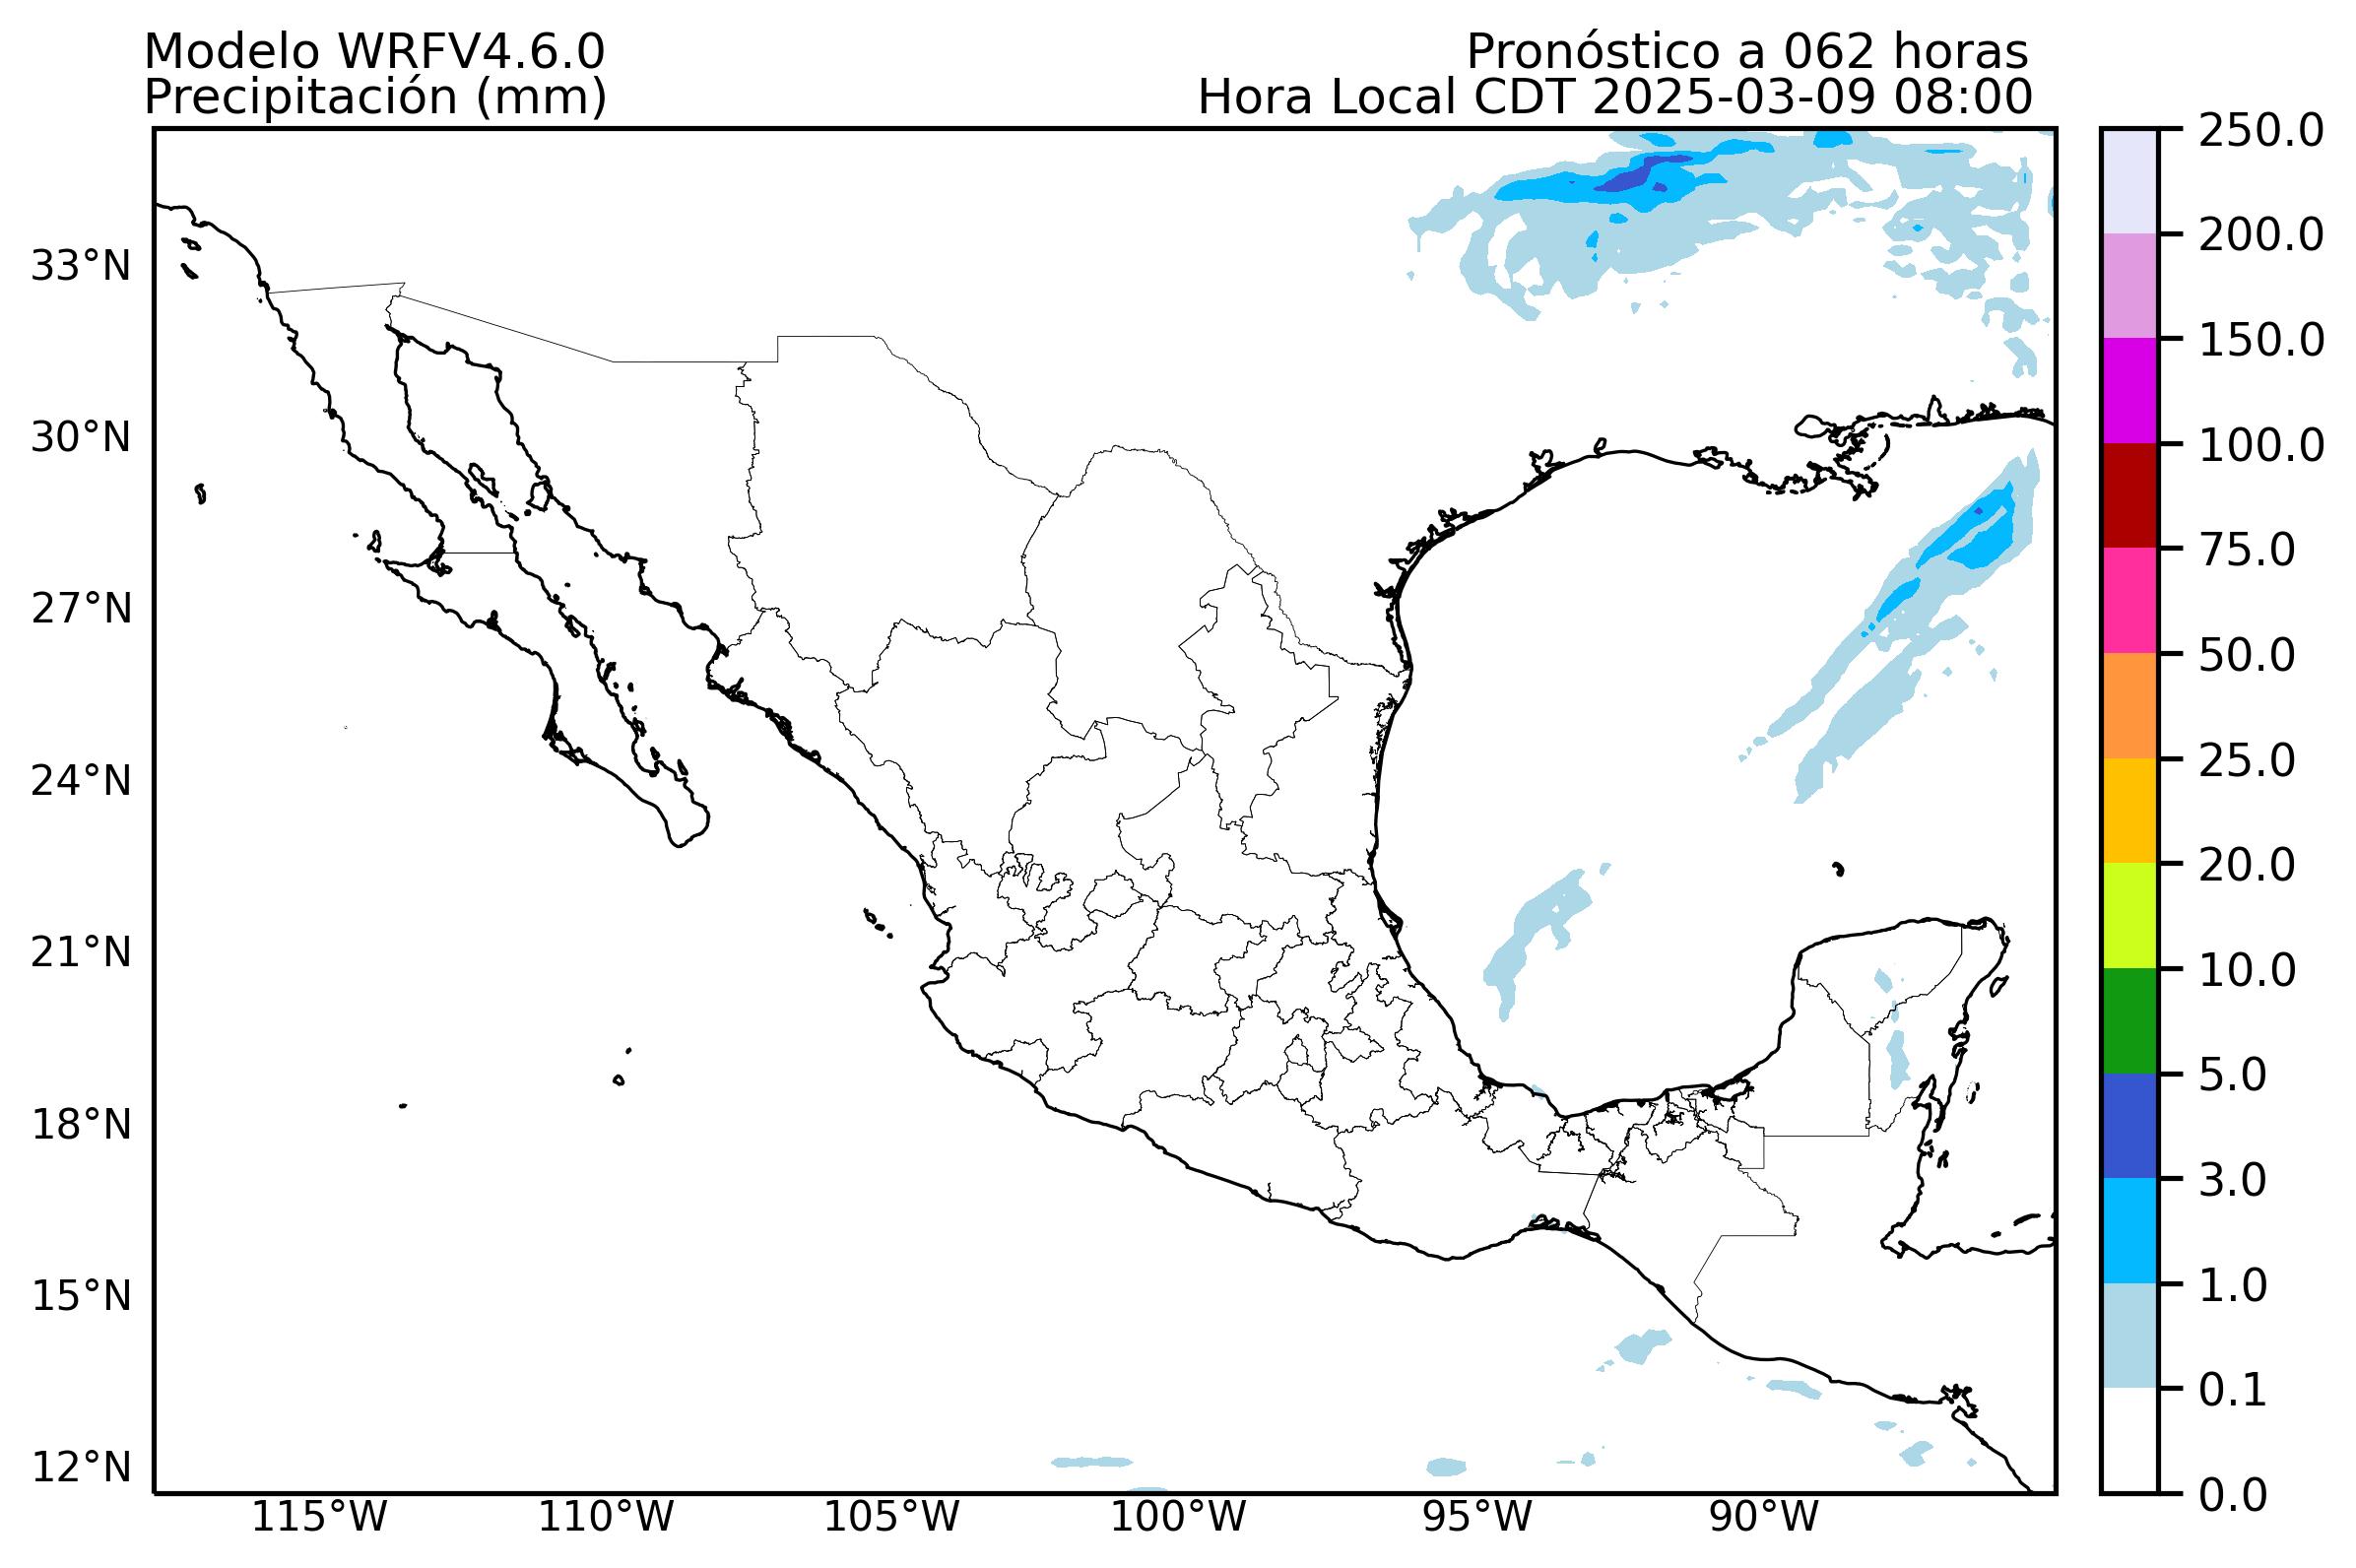 Modelo WRFV4.6.0
Precipitación (mm)
Pronóstico a 062 horas
Hora Local CDT 2025-03-09 08:00
33°N
30°N
27°N
24°N
21°N
18°N
15°N
12°N
115°W
110°W
105°W
100°W
95°W
90°W
250.0
200.0
150.0
100.0
75.0
50.0
25.0
20.0
10.0
5.0
3.0
1.0
0.1
0.0